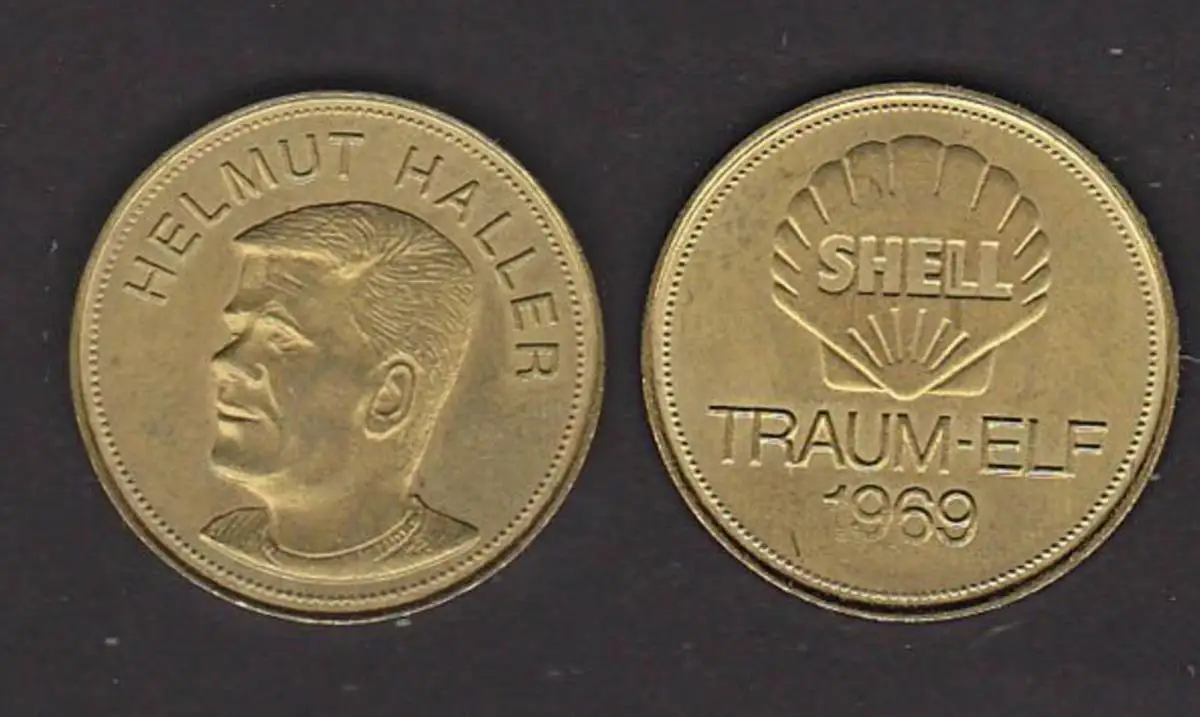 HELMUT HALLER
SHELL
TRAUM-ELF
1969